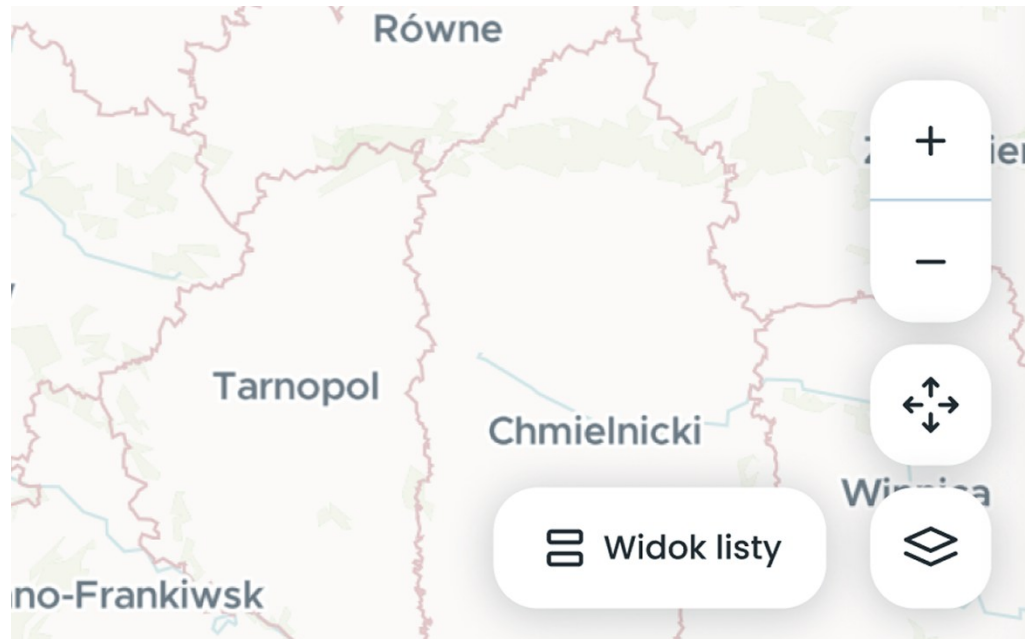 Równe
Tarnopol
Chmielnicki
Widok listy
no-Frankiwsk